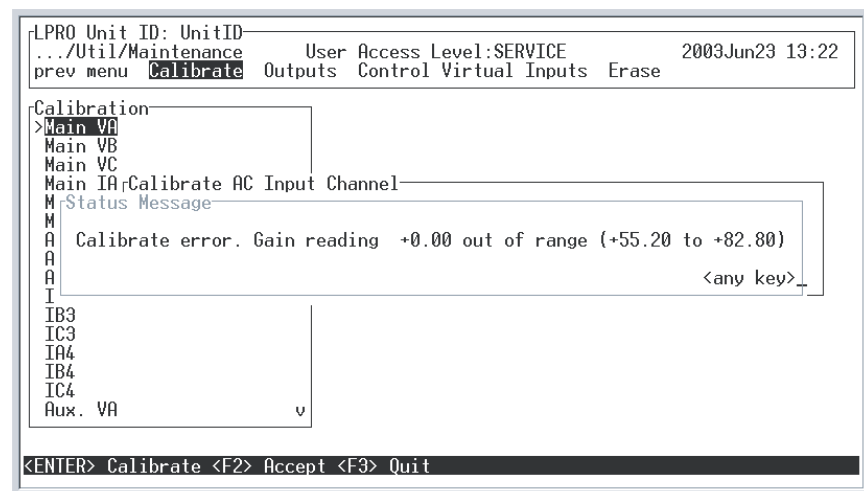 LPRO Unit ID: UnitID
.../Util/Maintenance User Access Level:SERVICE 2003Jun23 13:22
prev menu Calibrate Outputs Control Virtual Inputs Erase
Calibration
>Main VA
Main VB
Main VC
Main IA
Calibrate AC Input Channel
M
Status Message
M
A
Calibrate error. Gain reading +0.00 out of range (+55.20 to +82.80)
A
A
<any key>_
I
IB3
IC3
IA4
IB4
IC4
Aux. VA v
<ENTER> Calibrate <F2> Accept <F3> Quit